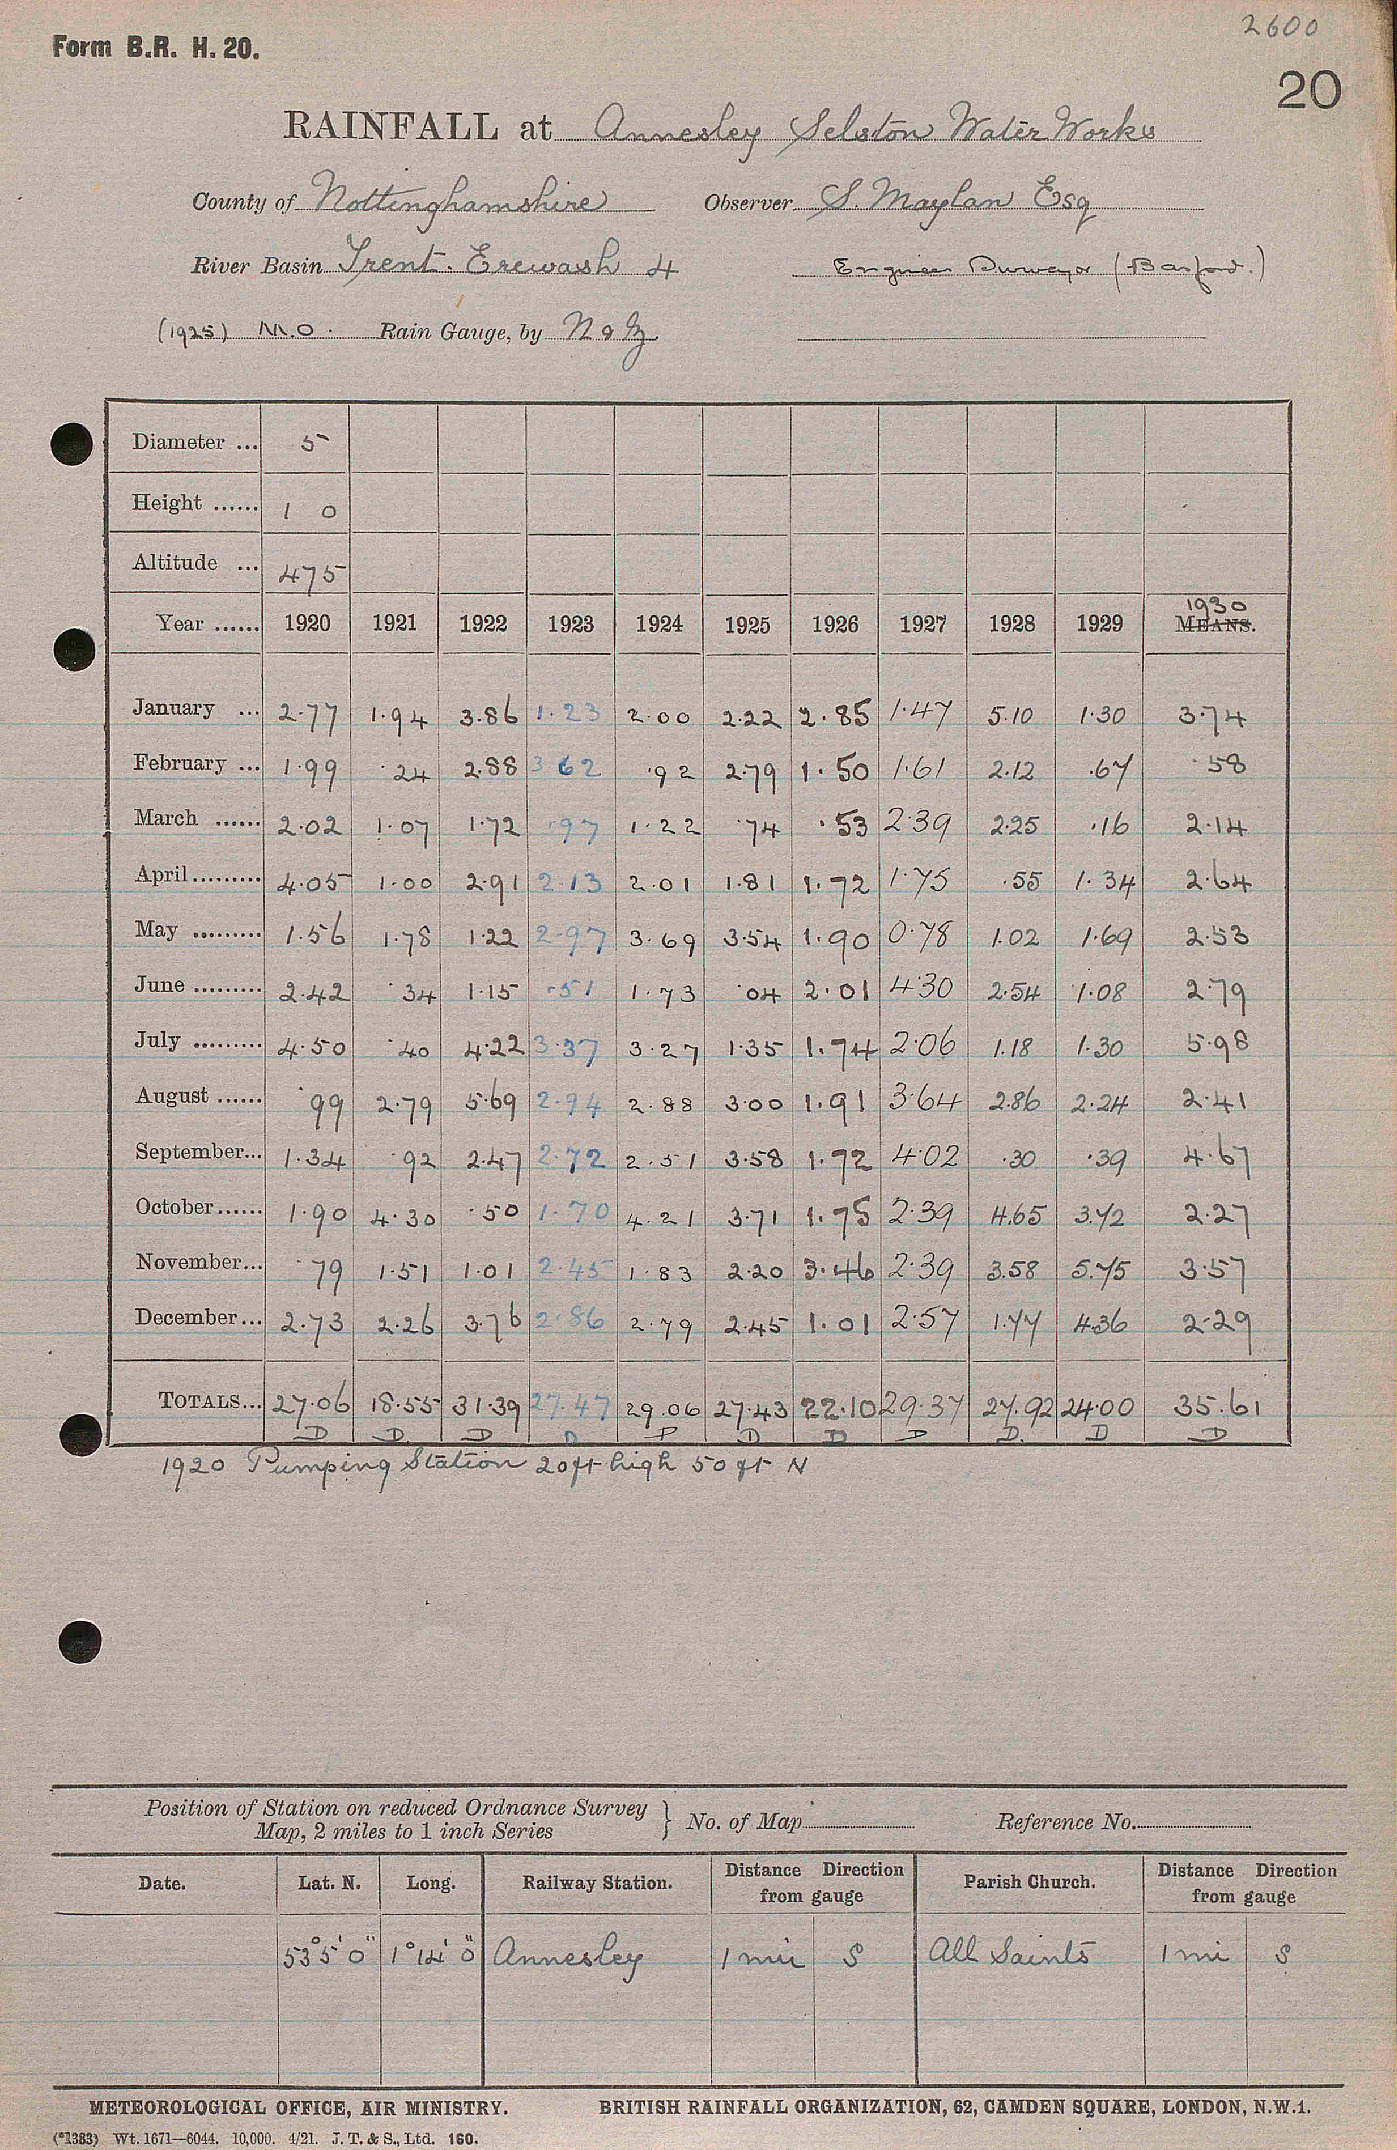 2600
Form B.R. H. 20.
20
RAINFALL at Annesley Selston Water Works
County of Nottinghamshire Observer S. Maylan Esq
River Basin Trent. Erewash 4 Engineer Surveyor (Basford.)
(1925) M.O. Rain Gauge, by N & Z
Diameter ... 5
Height ...... 1 0
Altitude ... 475
Year ...... 1920 1921 1922 1923 1924 1925 1926 1927 1928 1929 1930 MEANS.
January ... 2.77 1.94 3.86 1.23 2.00 2.22 2.85 1.47 5.10 1.30 3.74
February ... 1.99 .24 2.88 3 62 .92 2.79 1.50 1.61 2.12 .67 .58
March ...... 2.02 1.07 1.72 .97 1.22 .74 .53 2.39 2.25 .16 2.14
April ......... 4.05 1.00 2.91 2.13 2.01 1.81 1.72 1.75 .55 1.34 2.64
May ......... 1.56 1.78 1.22 2.97 3.69 3.54 1.90 0.78 1.02 1.69 2.53
June ......... 2.42 .34 1.15 .51 1.73 .04 2.01 4.30 2.54 1.08 2.79
July ......... 4.50 .40 4.22 3.37 3.27 1.35 1.74 2.06 1.18 1.30 5.98
August ...... .99 2.79 5.69 2.94 2.88 3.00 1.91 3.64 2.86 2.24 2.41
September... 1.34 .92 2.47 2.72 2.51 3.58 1.72 4.02 .30 .39 4.67
October ...... 1.90 4.30 .50 1.70 4.21 3.71 1.75 2.39 4.65 3.72 2.27
November... .79 1.51 1.01 2.45 1.83 2.20 3.46 2.39 3.58 5.75 3.57
December... 2.73 2.26 3.76 2.86 2.79 2.45 1.01 2.57 1.77 4.36 2.29
TOTALS... 27.06 18.55 31.39 27.47 29.06 27.43 22.10 29.37 27.92 24.00 35.61
D D D D P D D D D. D D
1920 Pumping Station 20ft high 50 ft N
Position of Station on reduced Ordnance Survey
Map, 2 miles to 1 inch Series } No. of Map Reference No.
Date. Lat. N. Long. Railway Station. Distance Direction from gauge Parish Church. Distance Direction from gauge
53° 5' 0" 1° 14' 0" Annesley 1 mi S All Saints 1 mi S
METEOROLOGICAL OFFICE, AIR MINISTRY. BRITISH RAINFALL ORGANIZATION, 62, CAMDEN SQUARE, LONDON, N.W.1.
(*1383) Wt. 1671—6044. 10,000. 4/21. J. T. & S., Ltd. 160.